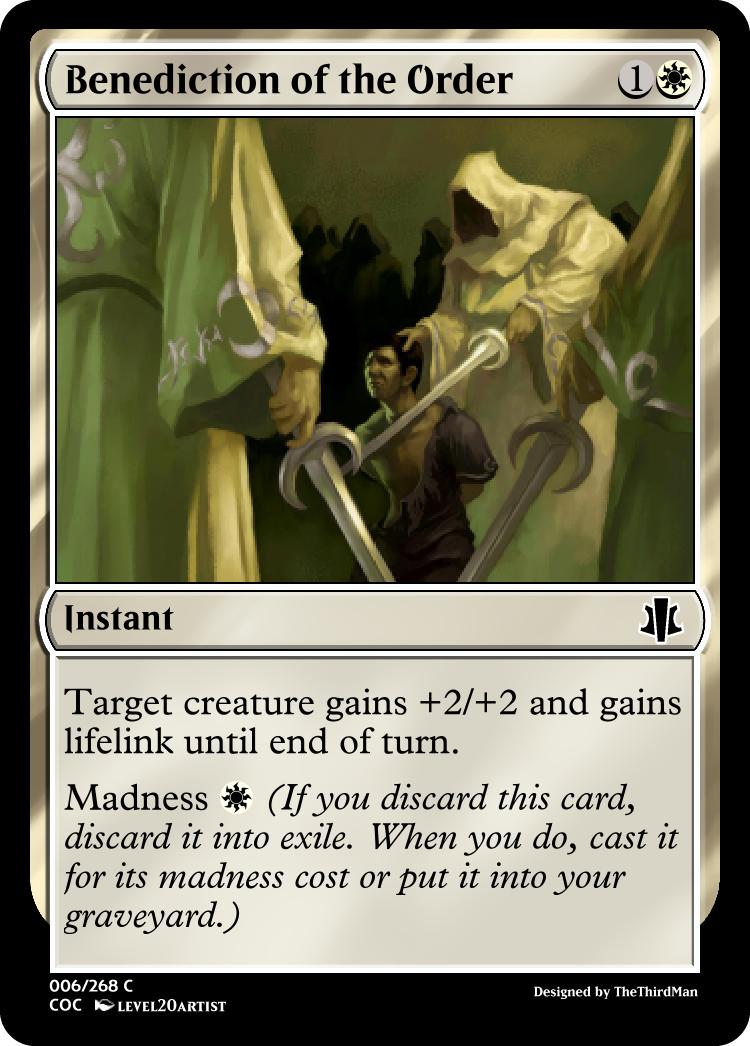 Benediction of the Order 1
Instant
Target creature gains +2/+2 and gains
lifelink until end of turn.
Madness (If you discard this card,
discard it into exile. When you do, cast it
for its madness cost or put it into your
graveyard.)
006/268 C
COC LEVEL20ARTIST
Designed by TheThirdMan